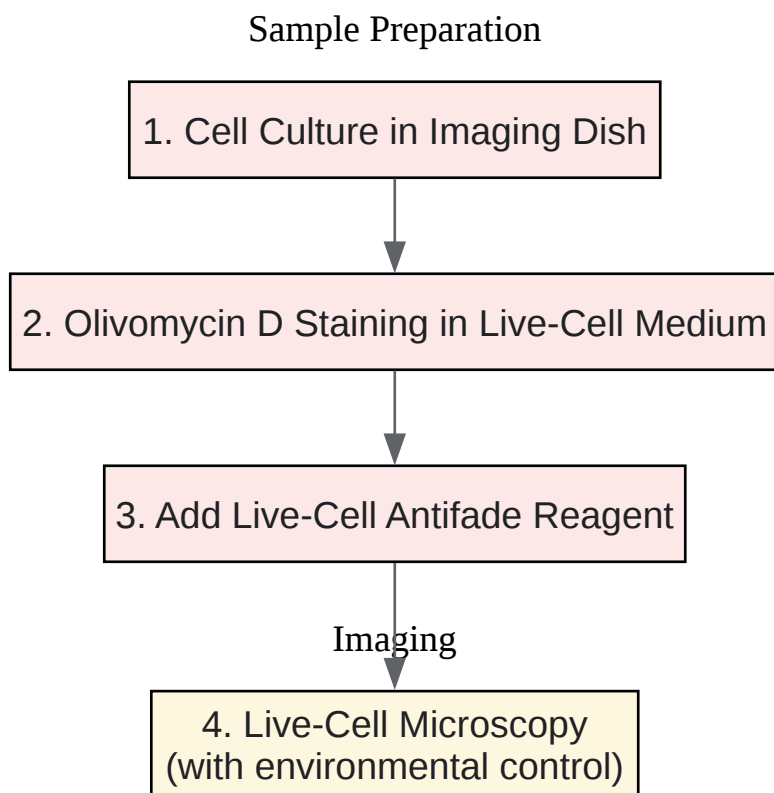 Sample Preparation
1. Cell Culture in Imaging Dish
2. Olivomycin D Staining in Live-Cell Medium
3. Add Live-Cell Antifade Reagent
Imaging
4. Live-Cell Microscopy
(with environmental control)